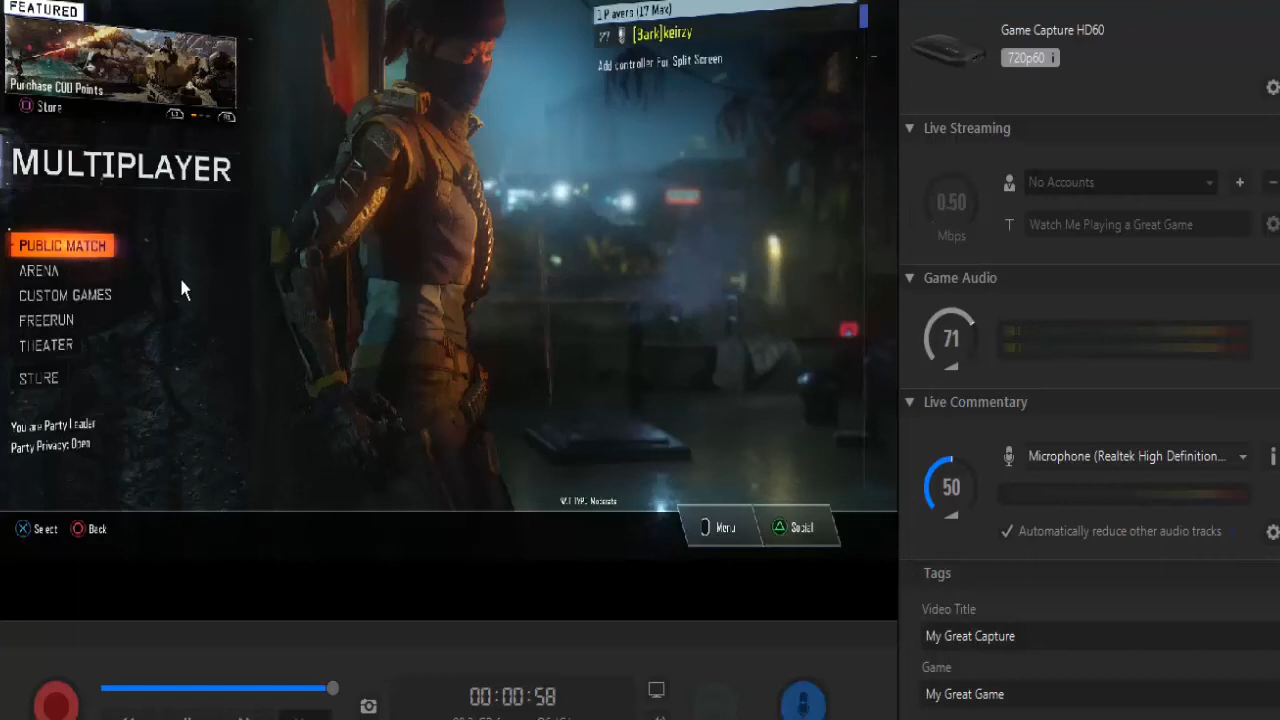 FEATURED
Purchase COD Points
Store
MULTIPLAYER
PUBLIC MATCH
ARENA
CUSTOM GAMES
FREERUN
THEATER
STORE
You are Party Leader
Party Privacy: Open
Select
Back
1 Players (17 Max)
[Bark]keirzy
Add controller For Split Screen
NAT TYPE: Moderate
Menu
Social
00:00:58
Game Capture HD60
720p60 i
Live Streaming
0.50
Mbps
No Accounts
Watch Me Playing a Great Game
Game Audio
71
Live Commentary
50
Microphone (Realtek High Definition...
Automatically reduce other audio tracks
Tags
Video Title
My Great Capture
Game
My Great Game